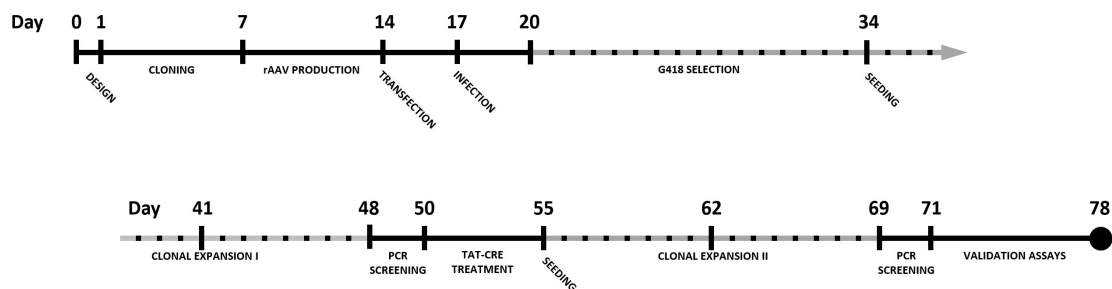 Day 0 1 7 14 17 20 34
CLONING rAAV PRODUCTION G418 SELECTION
DESIGN
TRANSFECTION
INFECTION
SEEDING
Day 41 48 50 55 62 69 71 78
CLONAL EXPANSION I PCR TAT-CRE CLONAL EXPANSION II PCR VALIDATION ASSAYS
SCREENING TREATMENT SCREENING
SEEDING